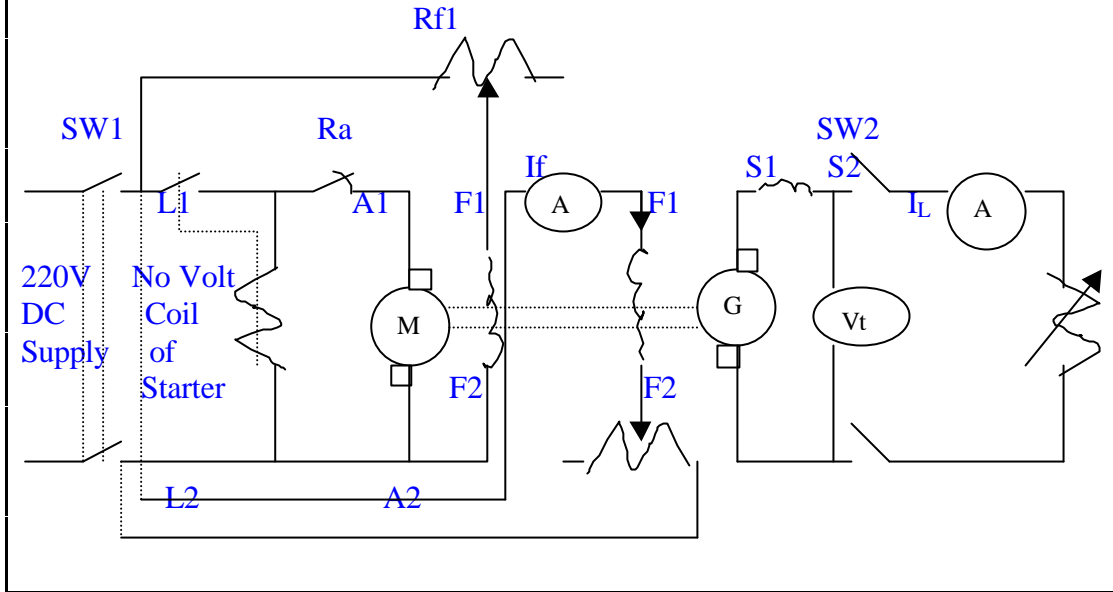 Rf1
SW1 Ra SW2
If S1 S2
L1 A1 F1 A F1 I_L A
220V No Volt
DC Coil M G Vt
Supply of
Starter F2 F2
L2 A2